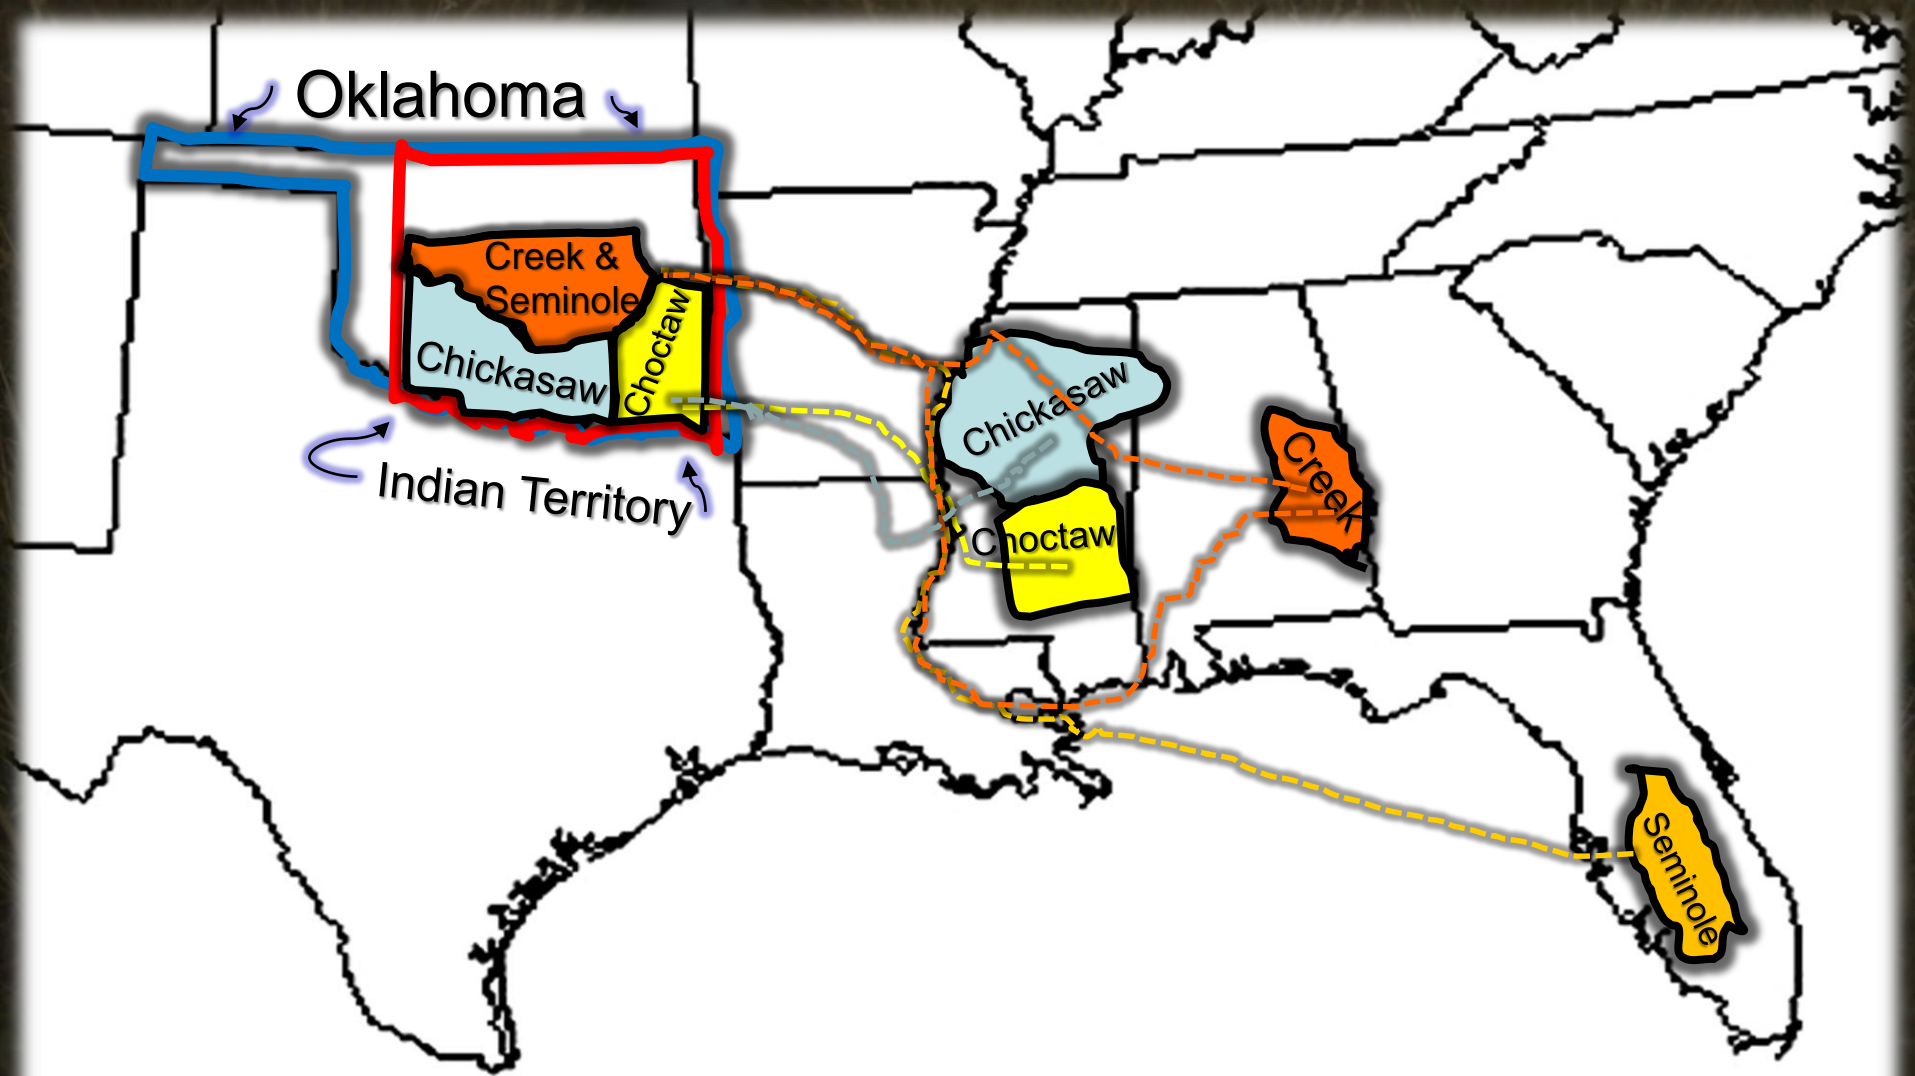 Oklahoma
Creek &
Seminole
Chickasaw
Choctaw
Indian Territory
Chickasaw
Choctaw
Creek
Seminole